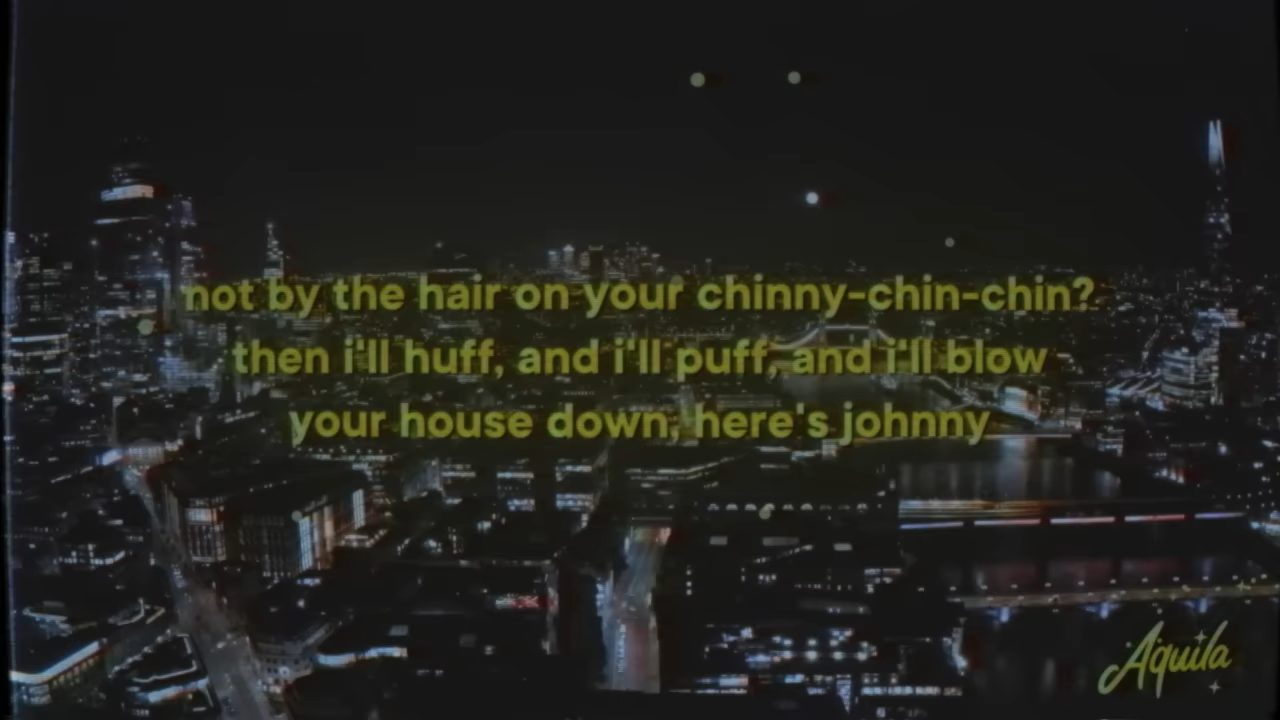 not by the hair on your chinny-chin-chin?
then i'll huff, and i'll puff, and i'll blow
your house down, here's johnny
Aquila